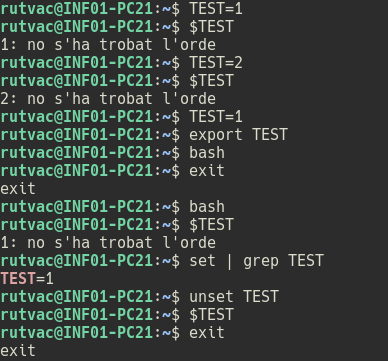 rutvac@INF01-PC21:~$ TEST=1
rutvac@INF01-PC21:~$ $TEST
1: no s'ha trobat l'orde
rutvac@INF01-PC21:~$ TEST=2
rutvac@INF01-PC21:~$ $TEST
2: no s'ha trobat l'orde
rutvac@INF01-PC21:~$ TEST=1
rutvac@INF01-PC21:~$ export TEST
rutvac@INF01-PC21:~$ bash
rutvac@INF01-PC21:~$ exit
exit
rutvac@INF01-PC21:~$ bash
rutvac@INF01-PC21:~$ $TEST
1: no s'ha trobat l'orde
rutvac@INF01-PC21:~$ set | grep TEST
TEST=1
rutvac@INF01-PC21:~$ unset TEST
rutvac@INF01-PC21:~$ $TEST
rutvac@INF01-PC21:~$ exit
exit